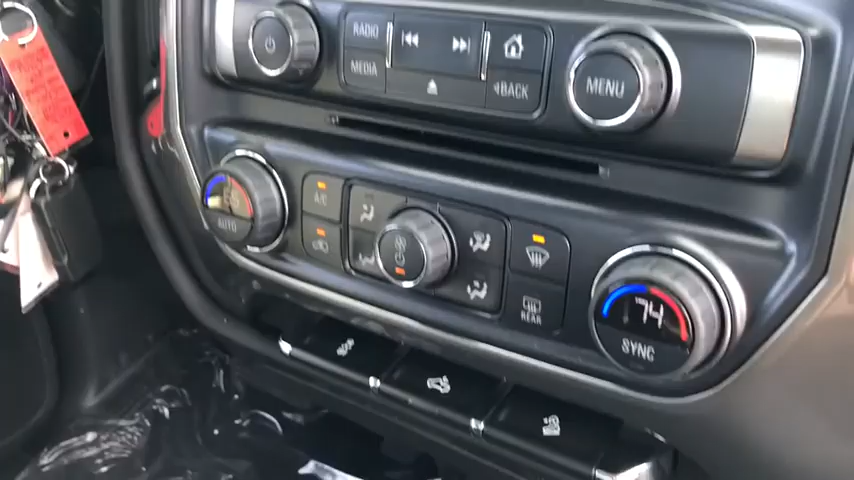 RADIO
MEDIA
BACK
MENU
AUTO
A/C
REAR
74
SYNC